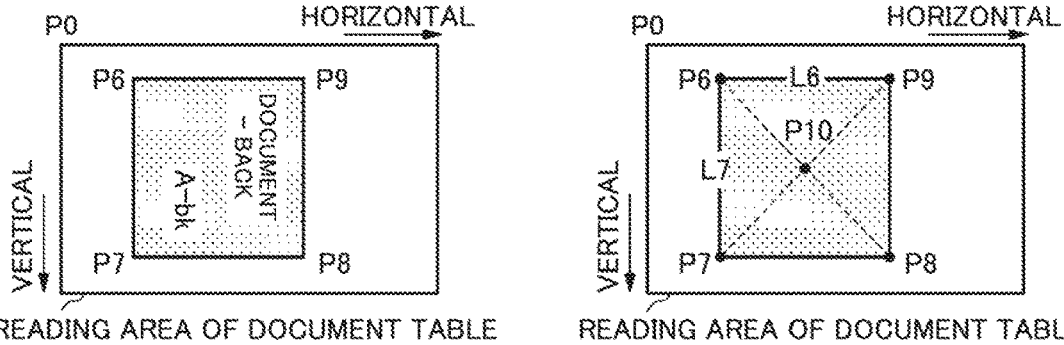 HORIZONTAL
P0
P6
P9
DOCUMENT
- BACK
A-bk
VERTICAL
P7
P8
READING AREA OF DOCUMENT TABLE
HORIZONTAL
P0
P6
L6
P9
P10
L7
VERTICAL
P7
P8
READING AREA OF DOCUMENT TABL